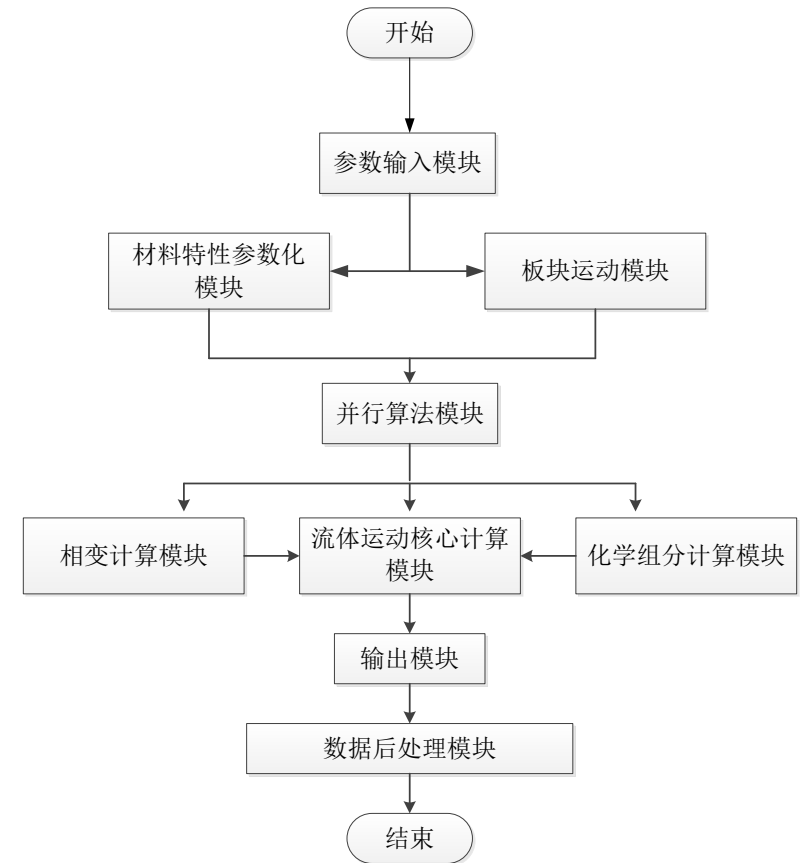 开始
参数输入模块
材料特性参数化
模块
板块运动模块
并行算法模块
相变计算模块
流体运动核心计算
模块
化学组分计算模块
输出模块
数据后处理模块
结束